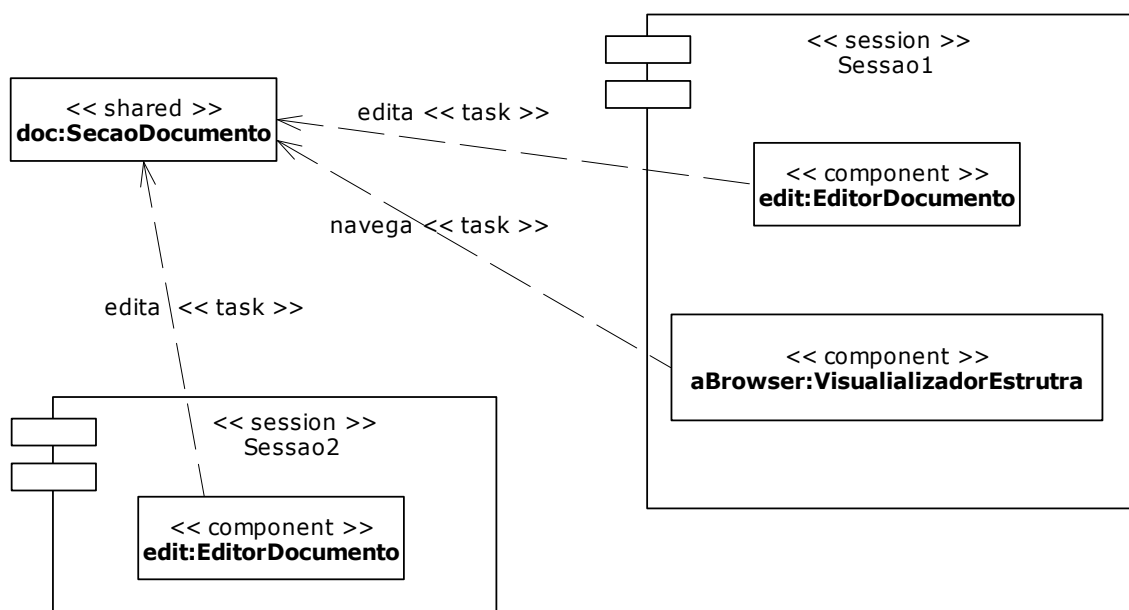 << session >>
Sessao1
<< shared >>
doc:SecaoDocumento
edita << task >>
<< component >>
edit:EditorDocumento
navega << task >>
edita << task >>
<< component >>
aBrowser:VisualializadorEstrutra
<< session >>
Sessao2
<< component >>
edit:EditorDocumento